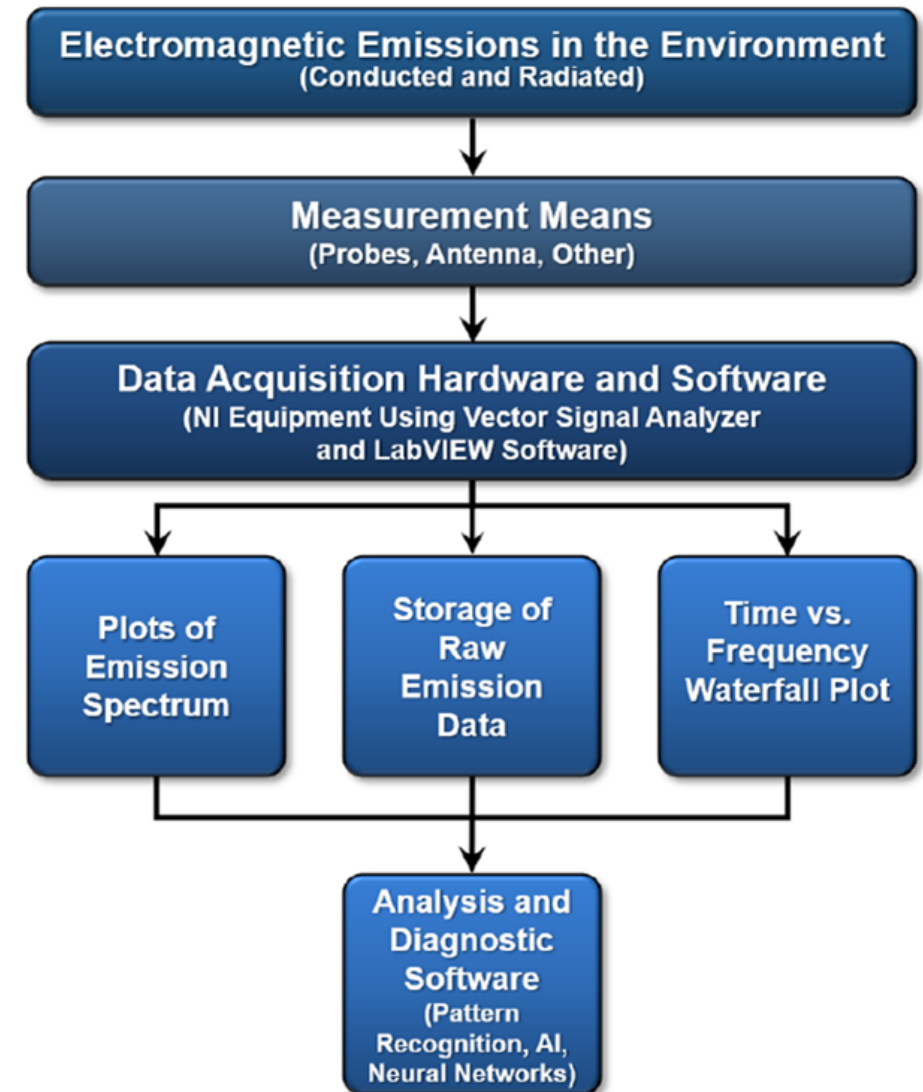 Electromagnetic Emissions in the Environment
(Conducted and Radiated)
Measurement Means
(Probes, Antenna, Other)
Data Acquisition Hardware and Software
(NI Equipment Using Vector Signal Analyzer
and LabVIEW Software)
Plots of
Emission
Spectrum
Storage of
Raw
Emission
Data
Time vs.
Frequency
Waterfall Plot
Analysis and
Diagnostic
Software
(Pattern
Recognition, AI,
Neural Networks)